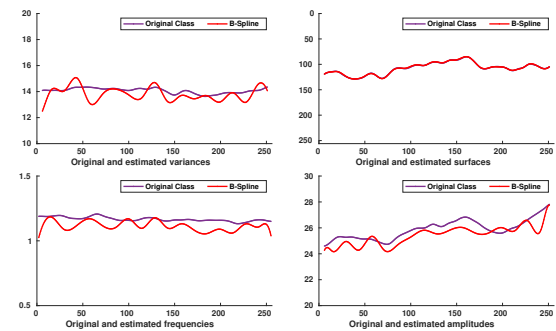 20
18
16
14
12
10
Original Class B-Spline
0 50 100 150 200 250
Original and estimated variances
0
50
100
150
200
250
Original Class B-Spline
0 50 100 150 200 250
Original and estimated surfaces
1.5
1
0.5
Original Class B-Spline
0 50 100 150 200 250
Original and estimated frequencies
30
28
26
24
22
20
Original Class B-Spline
0 50 100 150 200 250
Original and estimated amplitudes